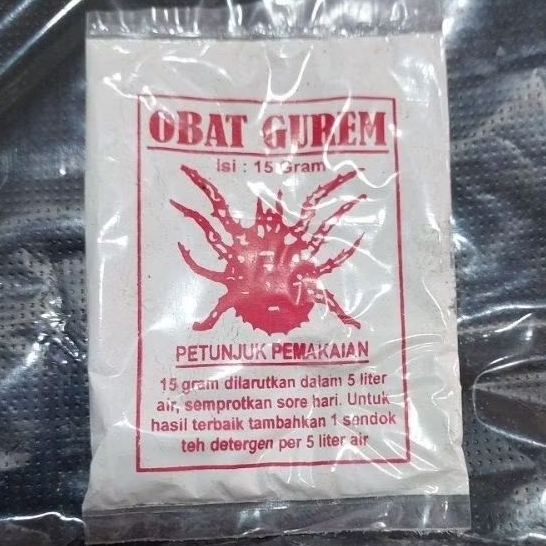 OBAT GUREM
isi : 15 Gram
PETUNJUK PEMAKAIAN
15 gram dilarutkan dalam 5 liter
air, semprotkan sore hari. Untuk
hasil terbaik tambahkan 1 sendok
teh detergen per 5 liter air